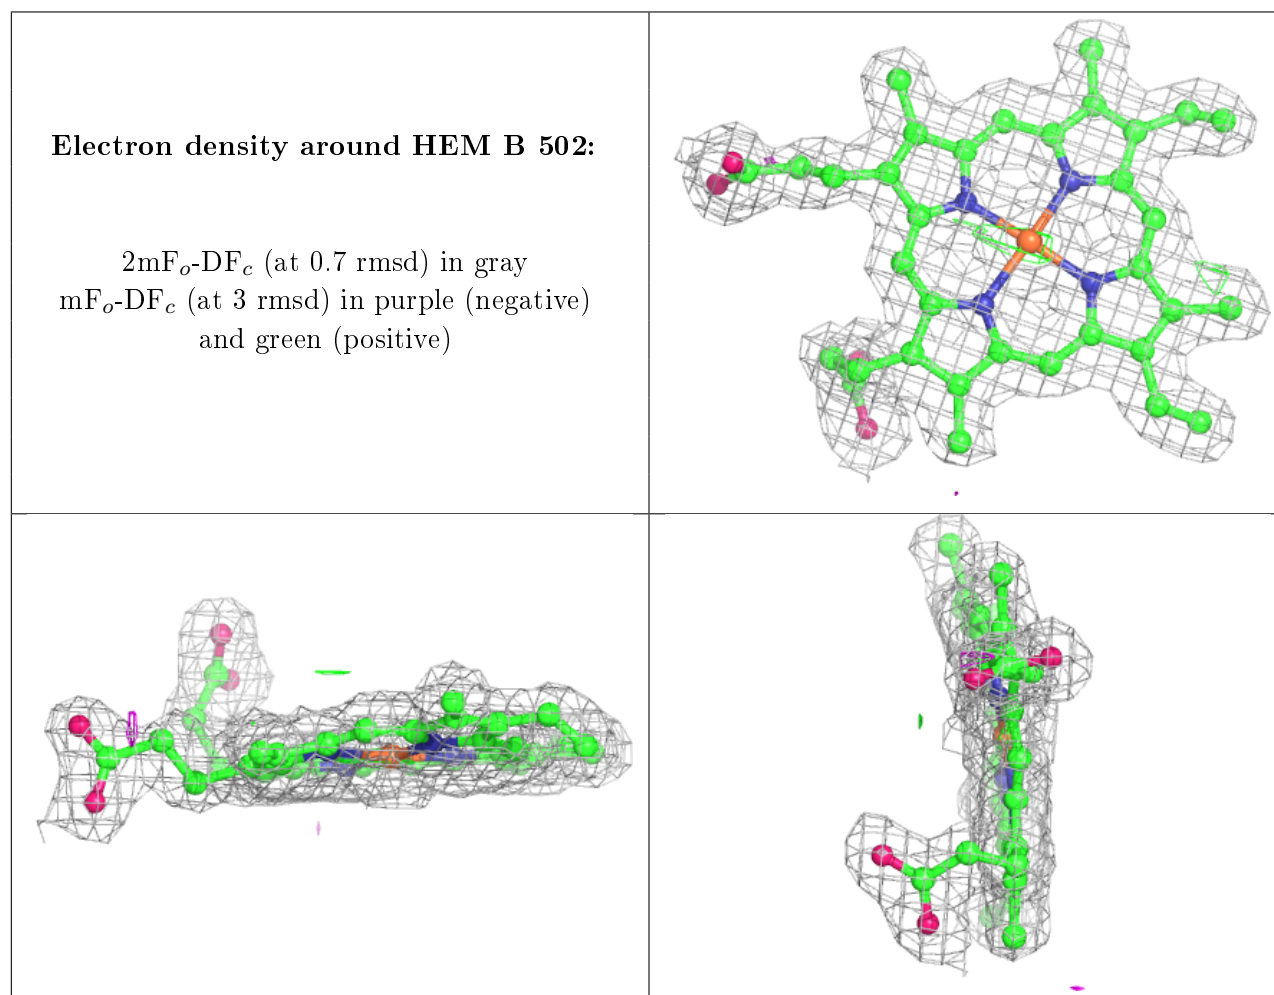 Electron density around HEM B 502:
2mFo-DFc (at 0.7 rmsd) in gray
mFo-DFc (at 3 rmsd) in purple (negative)
and green (positive)